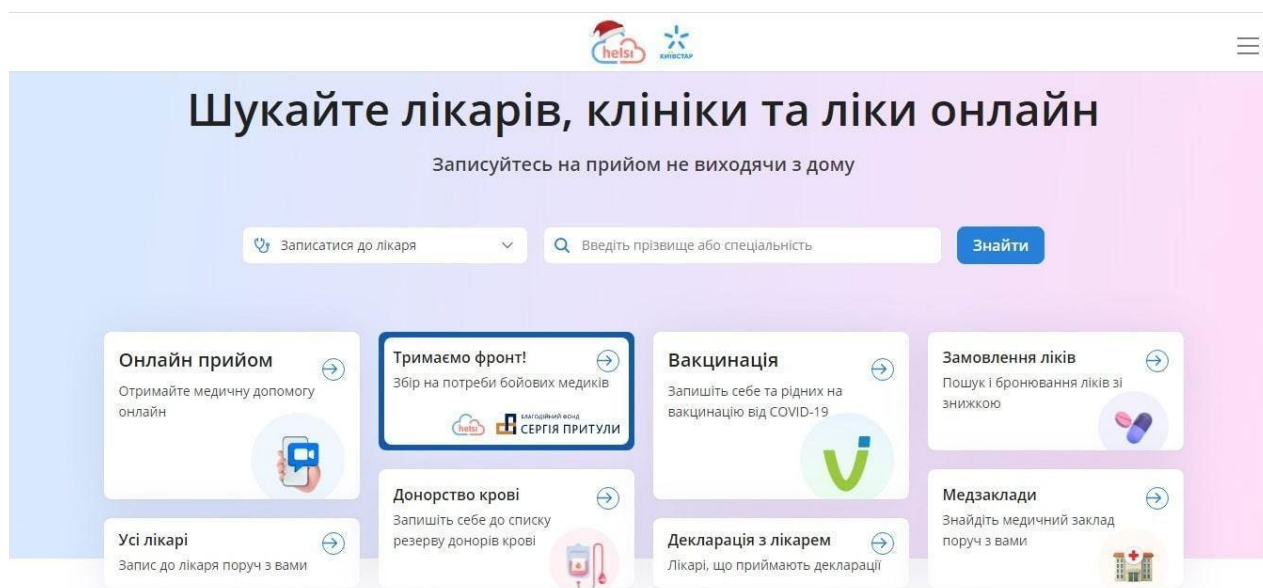 helsi
КИЇВСТАР
Шукайте лікарів, клініки та ліки онлайн
Записуйтесь на прийом не виходячи з дому
Записатися до лікаря
Введіть прізвище або спеціальність
Знайти
Онлайн прийом
Отримайте медичну допомогу
онлайн
Тримаємо фронт!
Збір на потреби бойових медиків
helsi
БЛАГОДІЙНИЙ ФОНД
СЕРГІЯ ПРИТУЛИ
Вакцинація
Запишіть себе та рідних на
вакцинацію від COVID-19
Замовлення ліків
Пошук і бронювання ліків зі
знижкою
Усі лікарі
Запис до лікаря поруч з вами
Донорство крові
Запишіть себе до списку
резерву донорів крові
Декларація з лікарем
Лікарі, що приймають декларації
Медзаклади
Знайдіть медичний заклад
поруч з вами